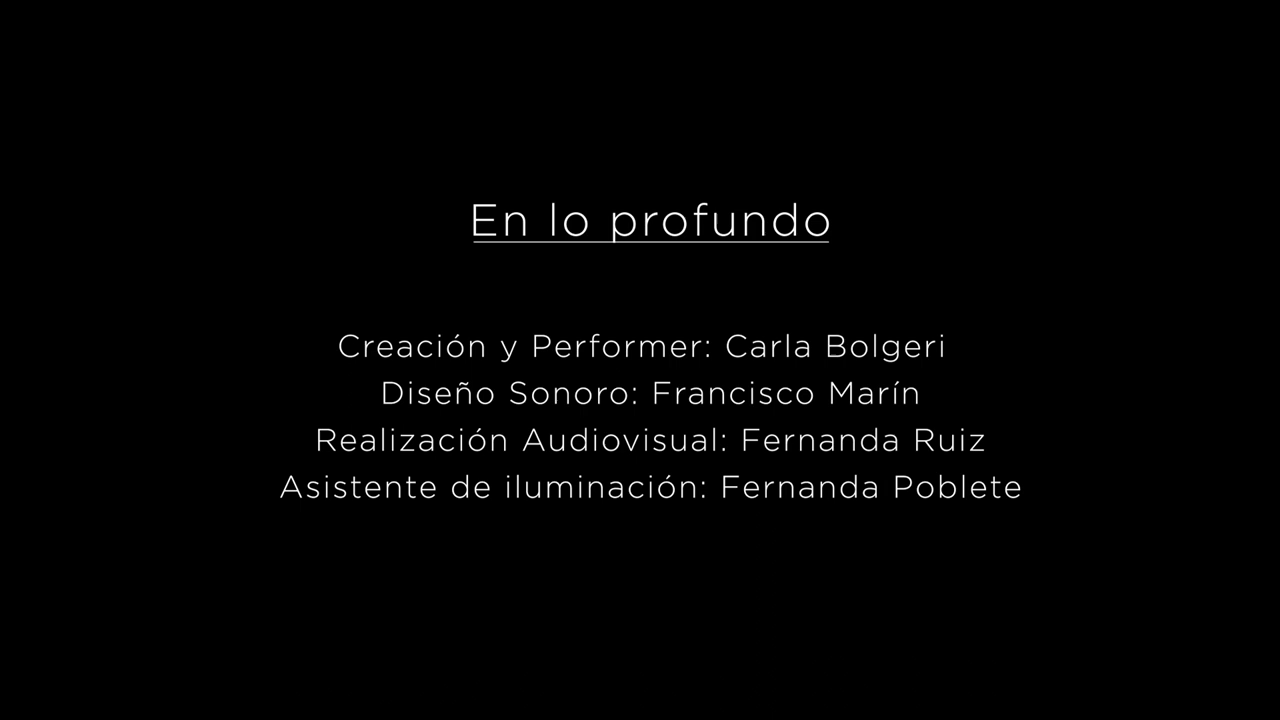 En lo profundo
Creación y Performer: Carla Bolgeri
Diseño Sonoro: Francisco Marín
Realización Audiovisual: Fernanda Ruiz
Asistente de iluminación: Fernanda Poblete